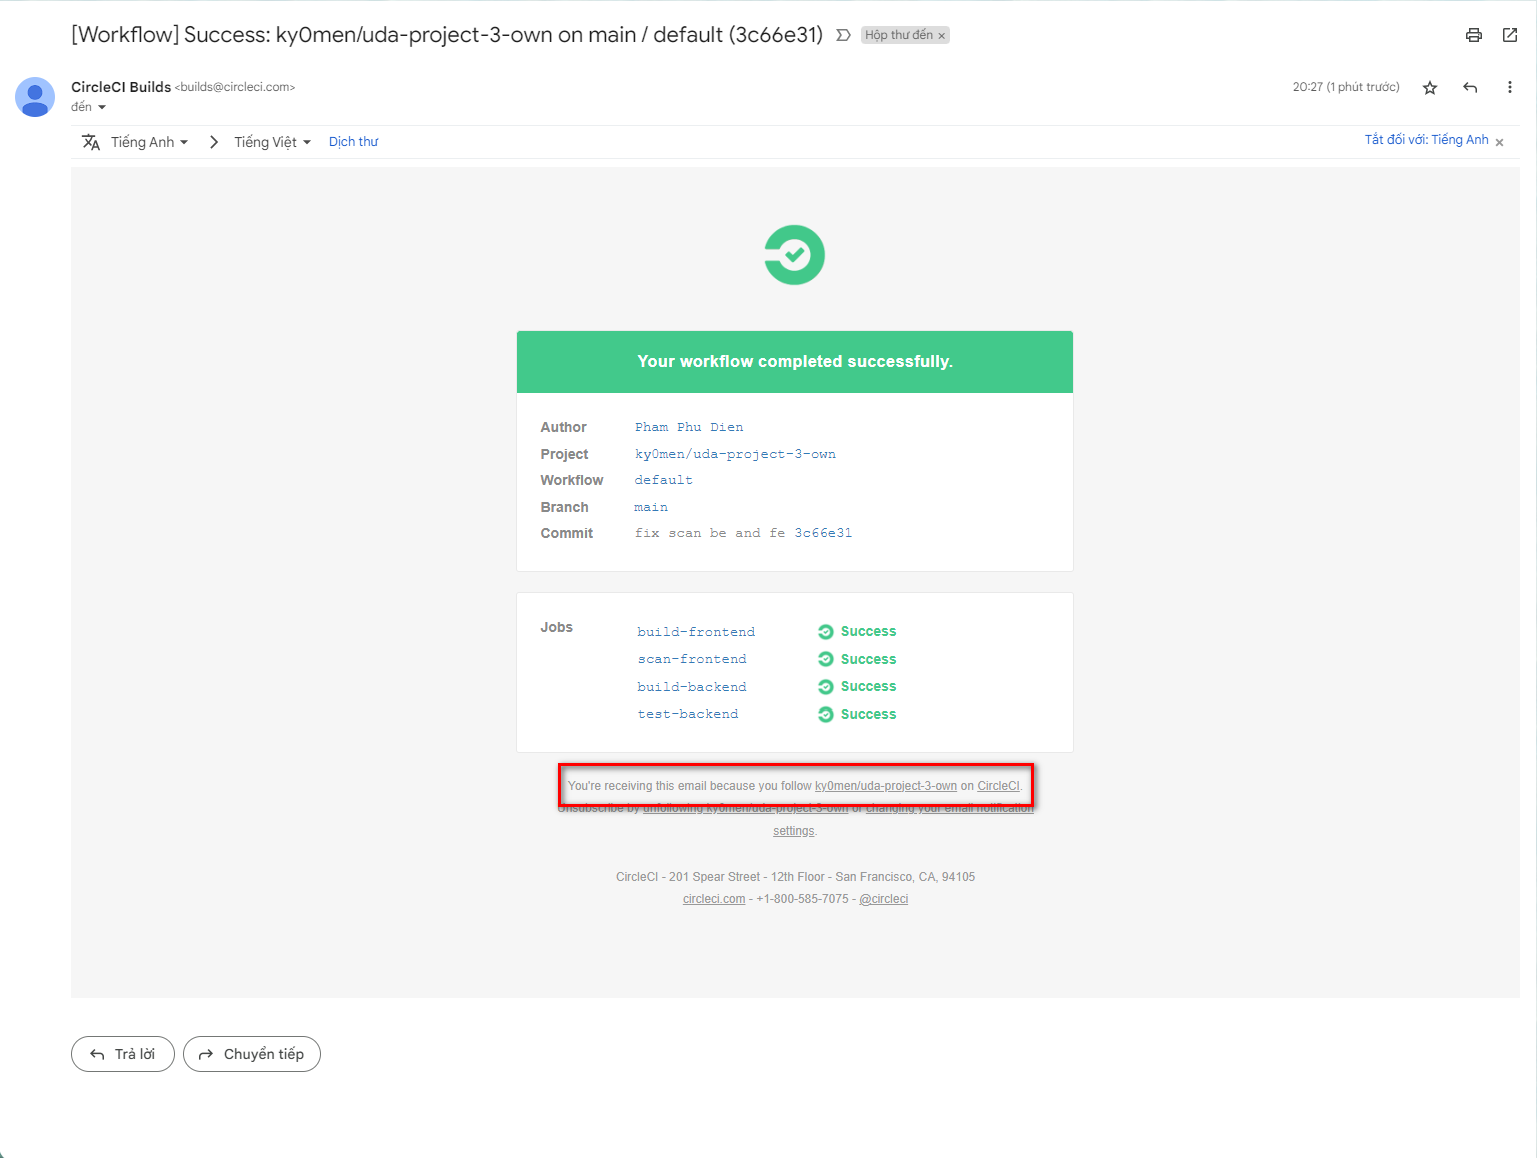 [Workflow] Success: ky0men/uda-project-3-own on main / default (3c66e31) Hộp thư đến ×
CircleCI Builds <builds@circleci.com> 20:27 (1 phút trước)
đến
Tiếng Anh Tiếng Việt Dịch thư Tắt đối với: Tiếng Anh ×
Your workflow completed successfully.
Author Pham Phu Dien
Project ky0men/uda-project-3-own
Workflow default
Branch main
Commit fix scan be and fe 3c66e31
Jobs build-frontend Success
scan-frontend Success
build-backend Success
test-backend Success
You're receiving this email because you follow ky0men/uda-project-3-own on CircleCI.
Unsubscribe by unfollowing ky0men/uda-project-3-own or changing your email notification
settings.
CircleCI - 201 Spear Street - 12th Floor - San Francisco, CA, 94105
circleci.com - +1-800-585-7075 - @circleci
Trả lời Chuyển tiếp